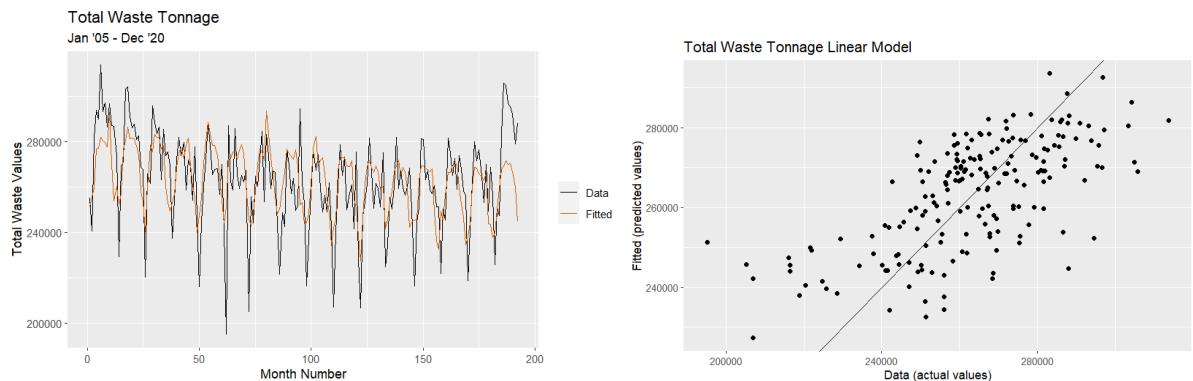 Total Waste Tonnage
Jan '05 - Dec '20
Total Waste Values
280000
240000
200000
0
50
100
150
200
Month Number
Data
Fitted
Total Waste Tonnage Linear Model
Fitted (predicted values)
280000
260000
240000
200000
240000
280000
Data (actual values)